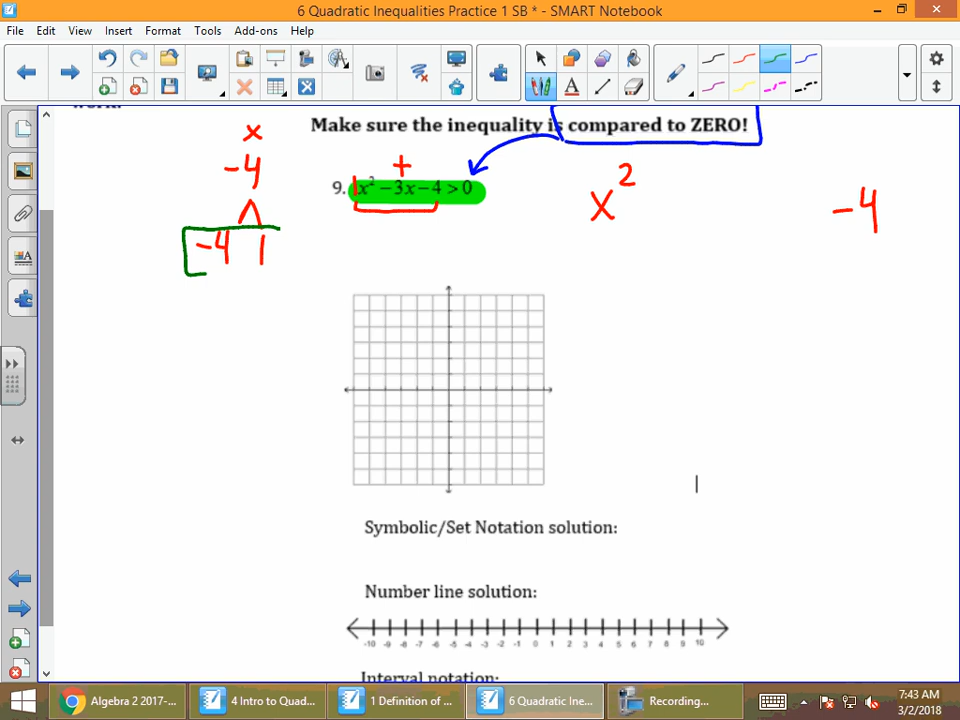 6 Quadratic Inequalities Practice 1 SB * - SMART Notebook
File Edit View Insert Format Tools Add-ons Help
Make sure the inequality is compared to ZERO!
x
-4
-4 1
+
9. 1x² − 3x − 4 > 0
x² -4
Symbolic/Set Notation solution:
Number line solution:
-10 -9 -8 -7 -6 -5 -4 -3 -2 -1 0 1 2 3 4 5 6 7 8 9 10
Interval notation:
Algebra 2 2017-... 4 Intro to Quad... 1 Definition of ... 6 Quadratic Ine... Recording...
7:43 AM
3/2/2018